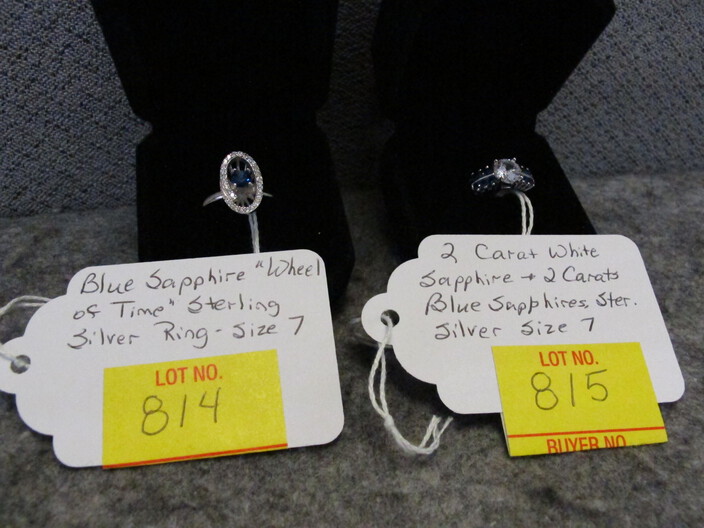 Blue Sapphire "Wheel
of Time" Sterling
Silver Ring - Size 7
LOT NO.
814
2 Carat White
Sapphire + 2 Carats
Blue Sapphires, Ster.
Silver Size 7
LOT NO.
815
BUYER NO.